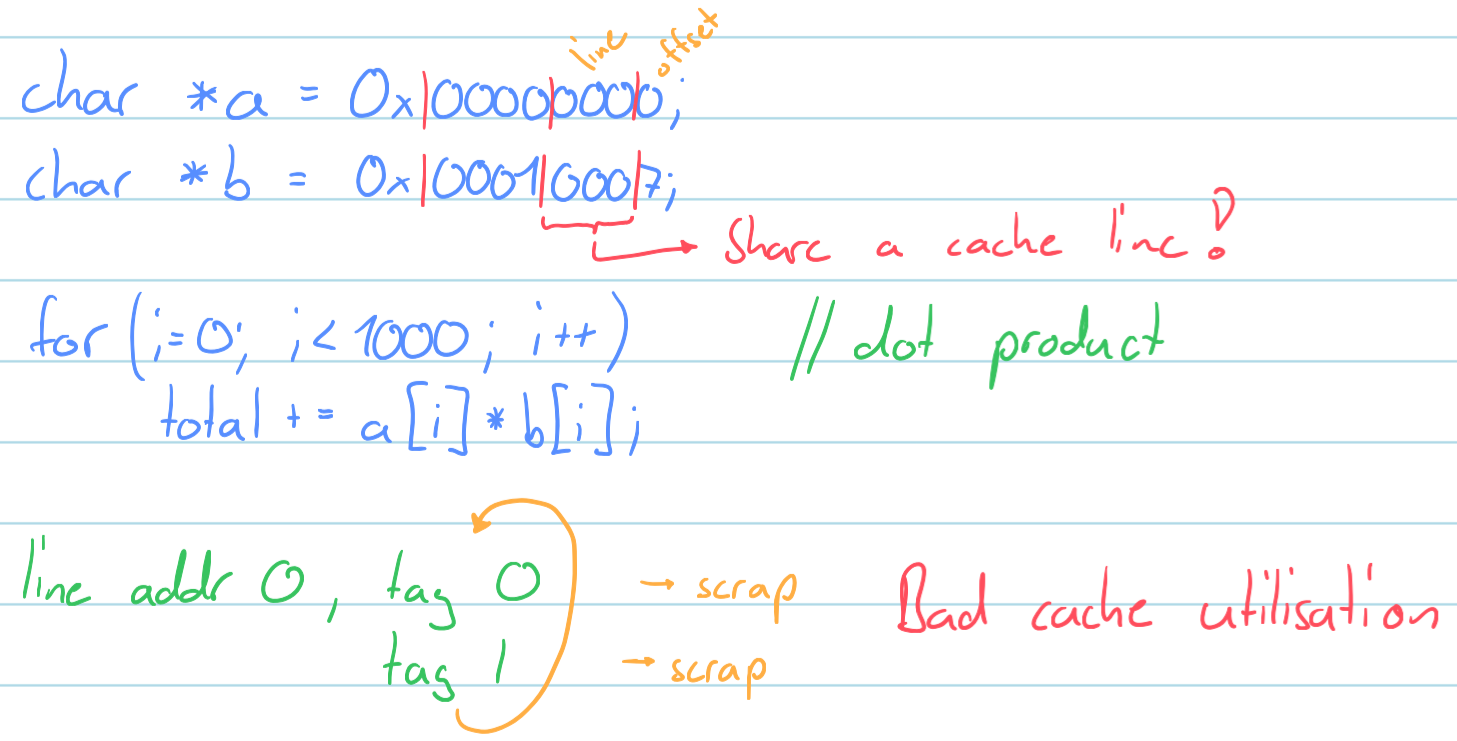 line offset
char *a = 0x|0000|000|0;
char *b = 0x|0001|000|7;
→ Share a cache line!
for (i=0; i<1000; i++) // dot product
total += a[i]*b[i];
line addr 0, tag 0 → scrap
tag 1 → scrap
Bad cache utilisation